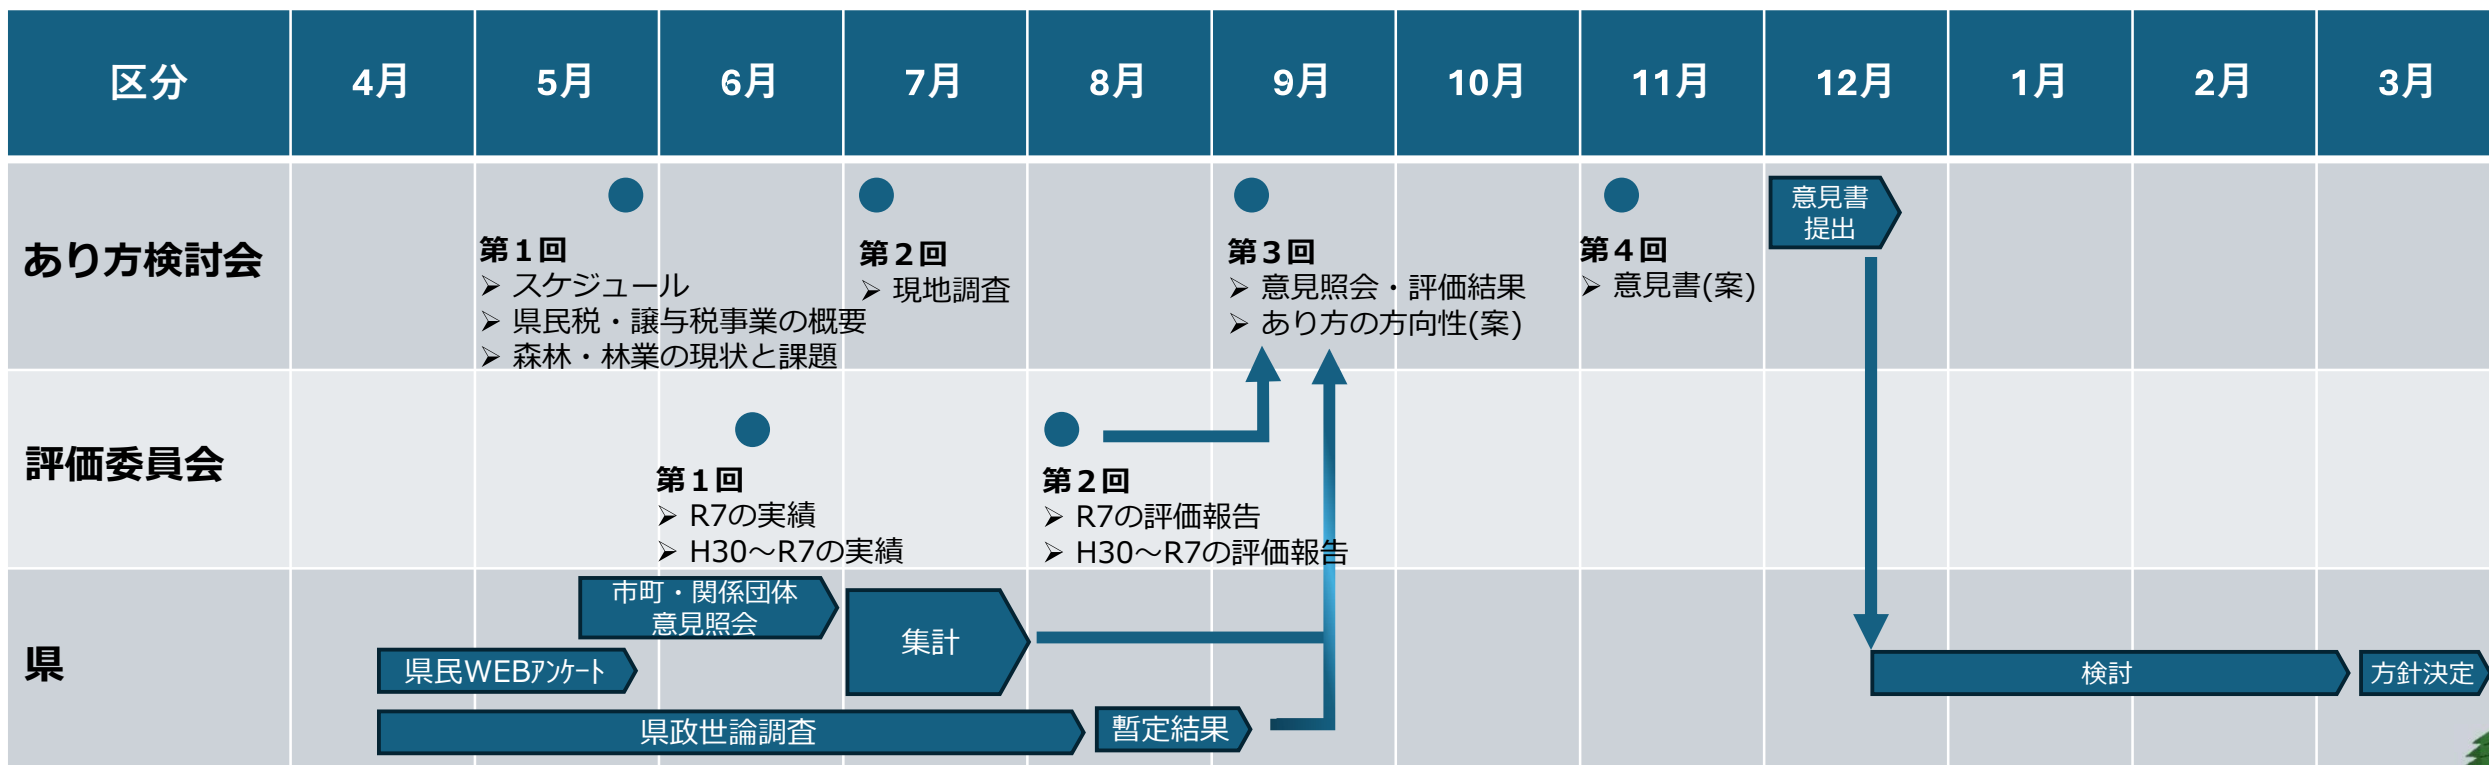 区分
4月
5月
6月
7月
8月
9月
10月
11月
12月
1月
2月
3月
あり方検討会
第１回
➢ スケジュール
➢ 県民税・譲与税事業の概要
➢ 森林・林業の現状と課題
第２回
➢ 現地調査
第３回
➢ 意見照会・評価結果
➢ あり方の方向性(案)
第４回
➢ 意見書(案)
意見書
提出
評価委員会
第１回
➢ R7の実績
➢ H30～R7の実績
第２回
➢ R7の評価報告
➢ H30～R7の評価報告
県
市町・関係団体
意見照会
集計
県民WEBｱﾝｹｰﾄ
検討
方針決定
県政世論調査
暫定結果